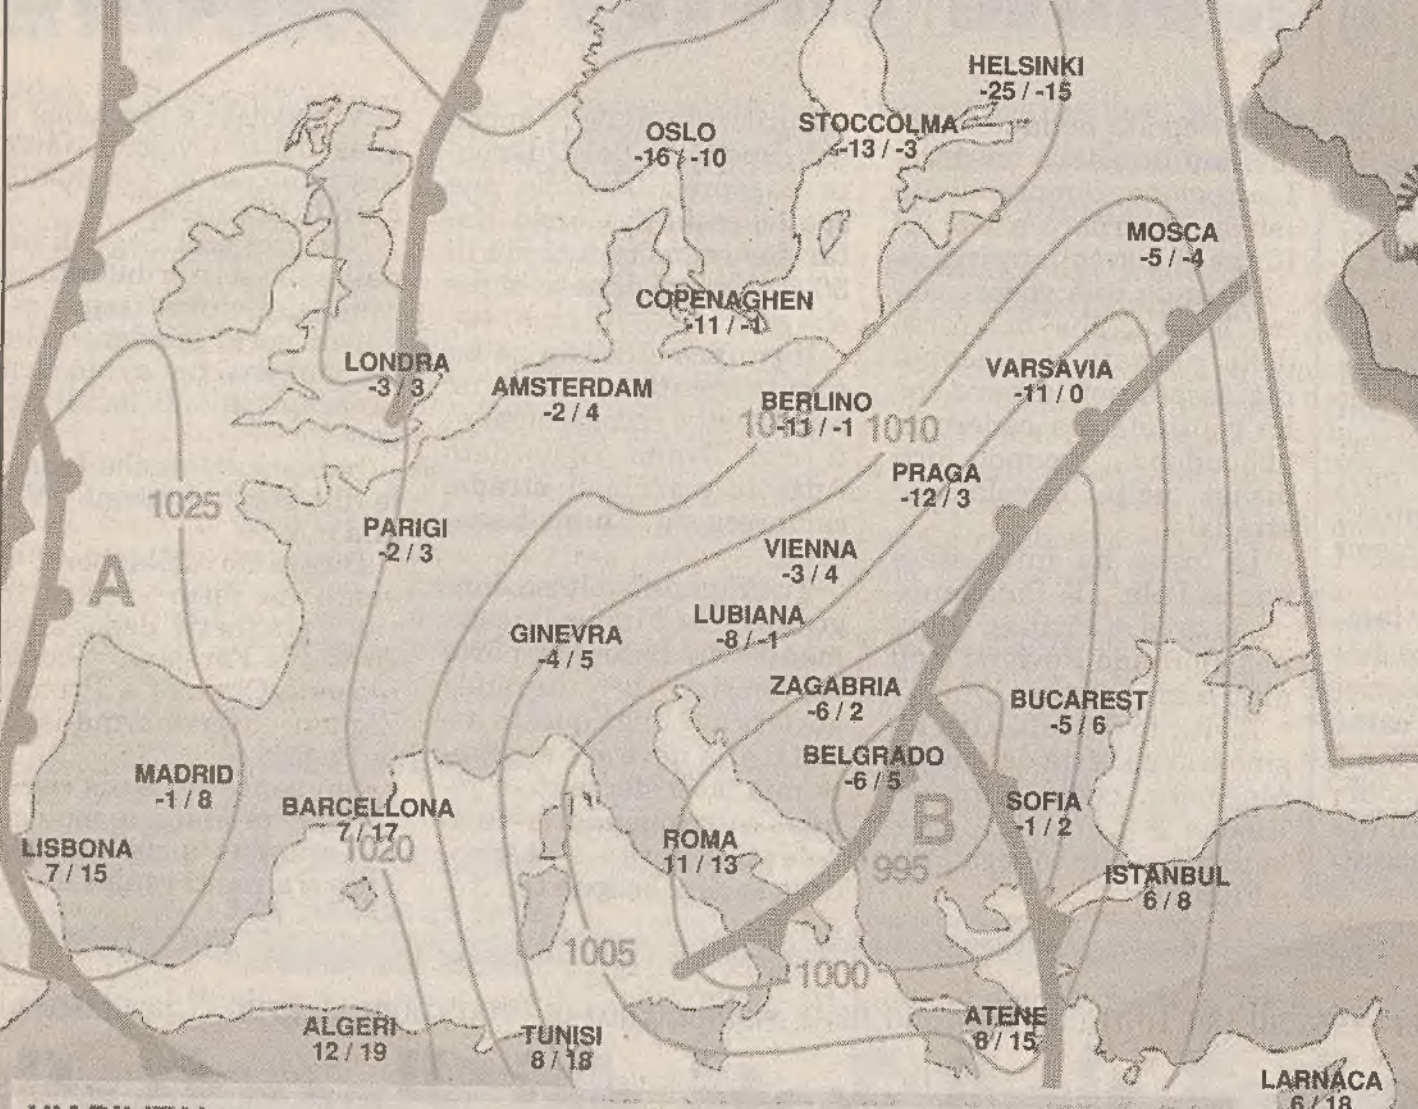 HELSINKI
-25 / -15
OSLO
-16 / -10
STOCCOLMA
-13 / -3
MOSCA
-5 / -4
COPENAGHEN
-11 / -1
LONDRA
-3 / 3
AMSTERDAM
-2 / 4
VARSAVIA
-11 / 0
BERLINO
-11 / -1
1015
1010
PRAGA
-12 / 3
1025
PARIGI
-2 / 3
VIENNA
-3 / 4
A
LUBIANA
-8 / -1
GINEVRA
-4 / 5
ZAGABRIA
-6 / 2
BUCAREST
-5 / 6
BELGRADO
-6 / 5
MADRID
-1 / 8
BARCELLONA
7 / 17
1020
SOFIA
-1 / 2
B
LISBONA
7 / 15
ROMA
11 / 13
995
ISTANBUL
6 / 8
1005
1000
ALGERI
12 / 19
TUNISI
8 / 18
ATENE
8 / 15
LARNACA
6 / 18